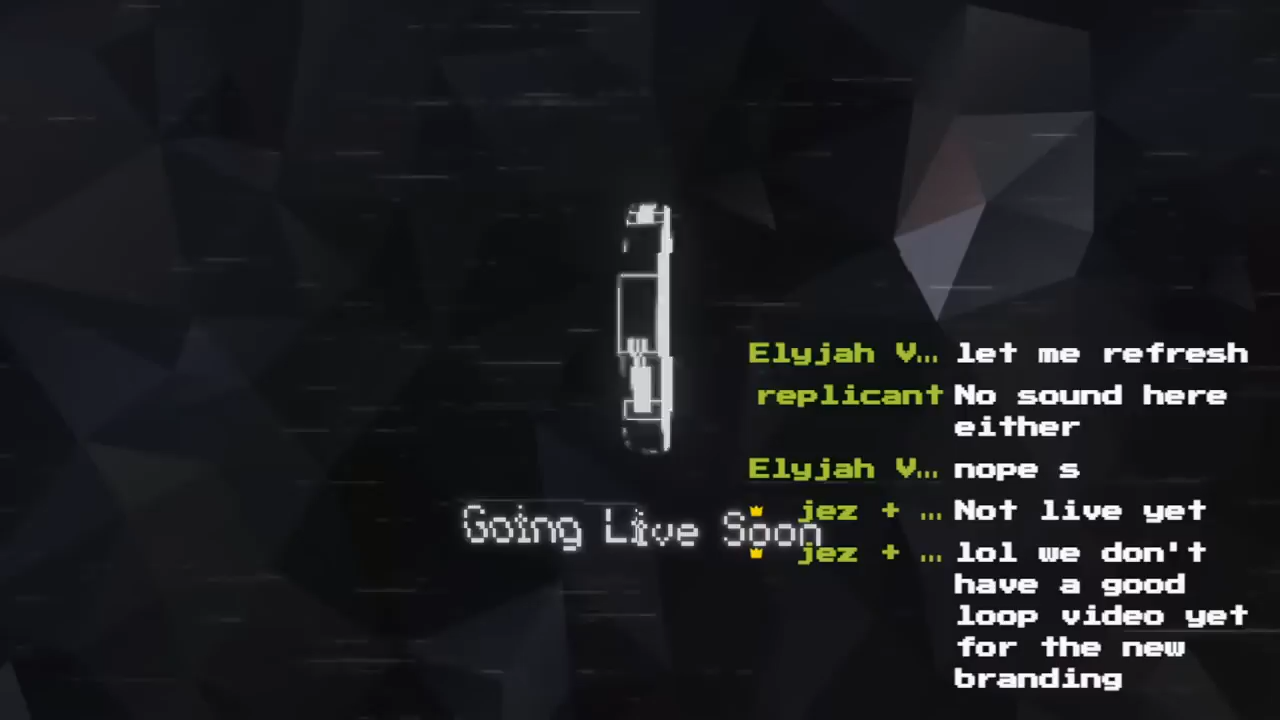 Elyjah V… let me refresh
replicant No sound here
either
Elyjah V… nope s
jez + … Not live yet
Going Live Soon
jez + … lol we don't
have a good
loop video yet
for the new
branding